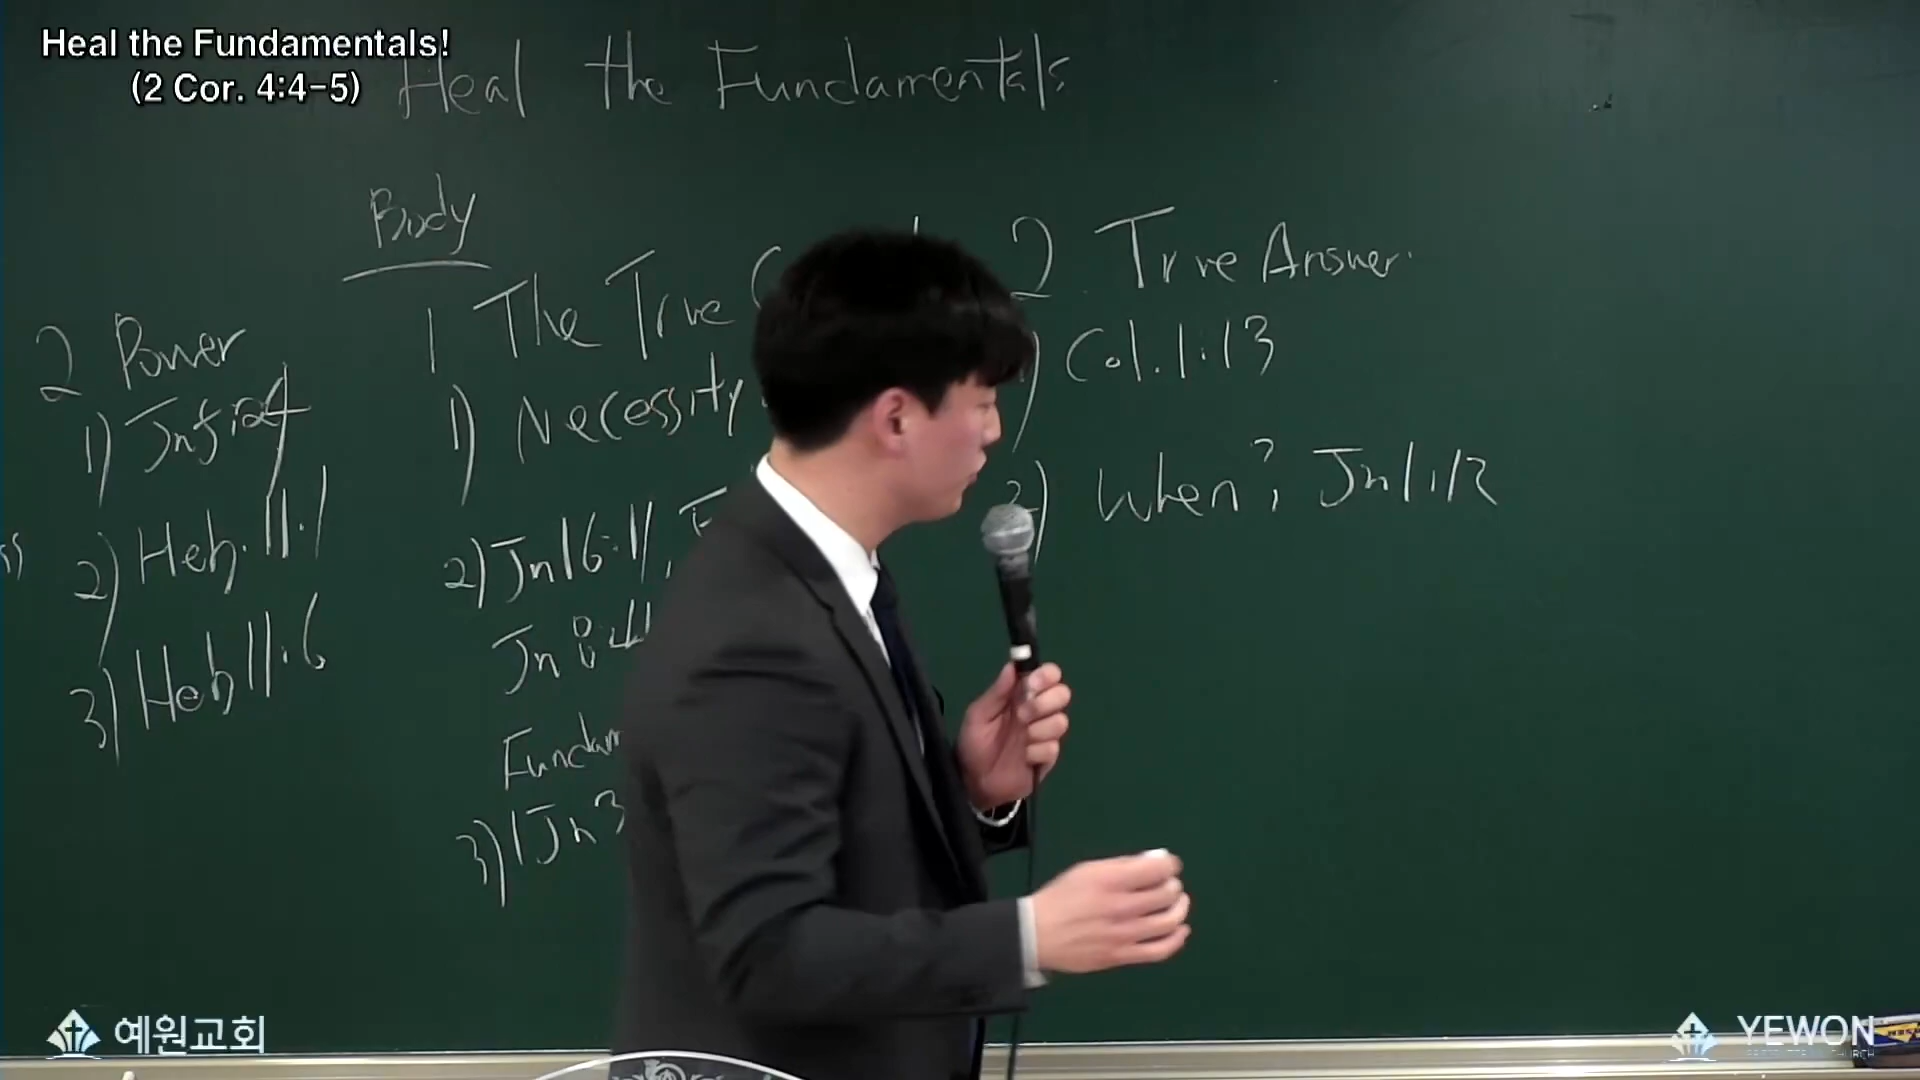 Heal the Fundamentals!
(2 Cor. 4:4-5)
Heal the Fundamentals
Body
2 Power
1) Jn 5:24
2) Heb. 11:1
3) Heb 11:6
1 The True
1) Necessity
2) Jn 16:11,
Jn 8:44
Fundam
3) 1 Jn 3
2. True Answer.
1) Col. 1:13
2) When? Jn 1:12
예원교회
YEWON